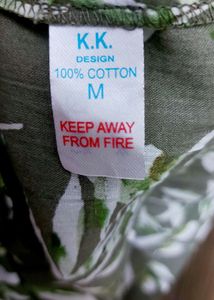 K.K.
DESIGN
100% COTTON
M
KEEP AWAY
FROM FIRE